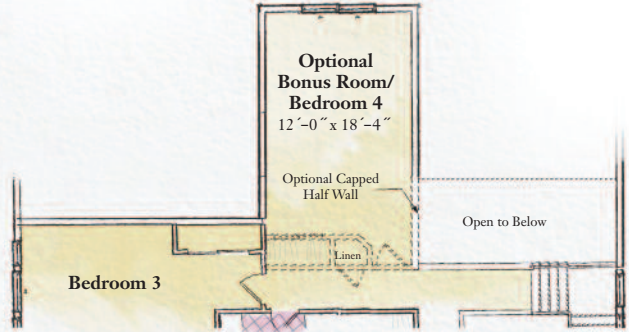 Optional
Bonus Room/
Bedroom 4
12´–0˝ x 18´–4˝
Optional Capped
Half Wall
Open to Below
Linen
Bedroom 3